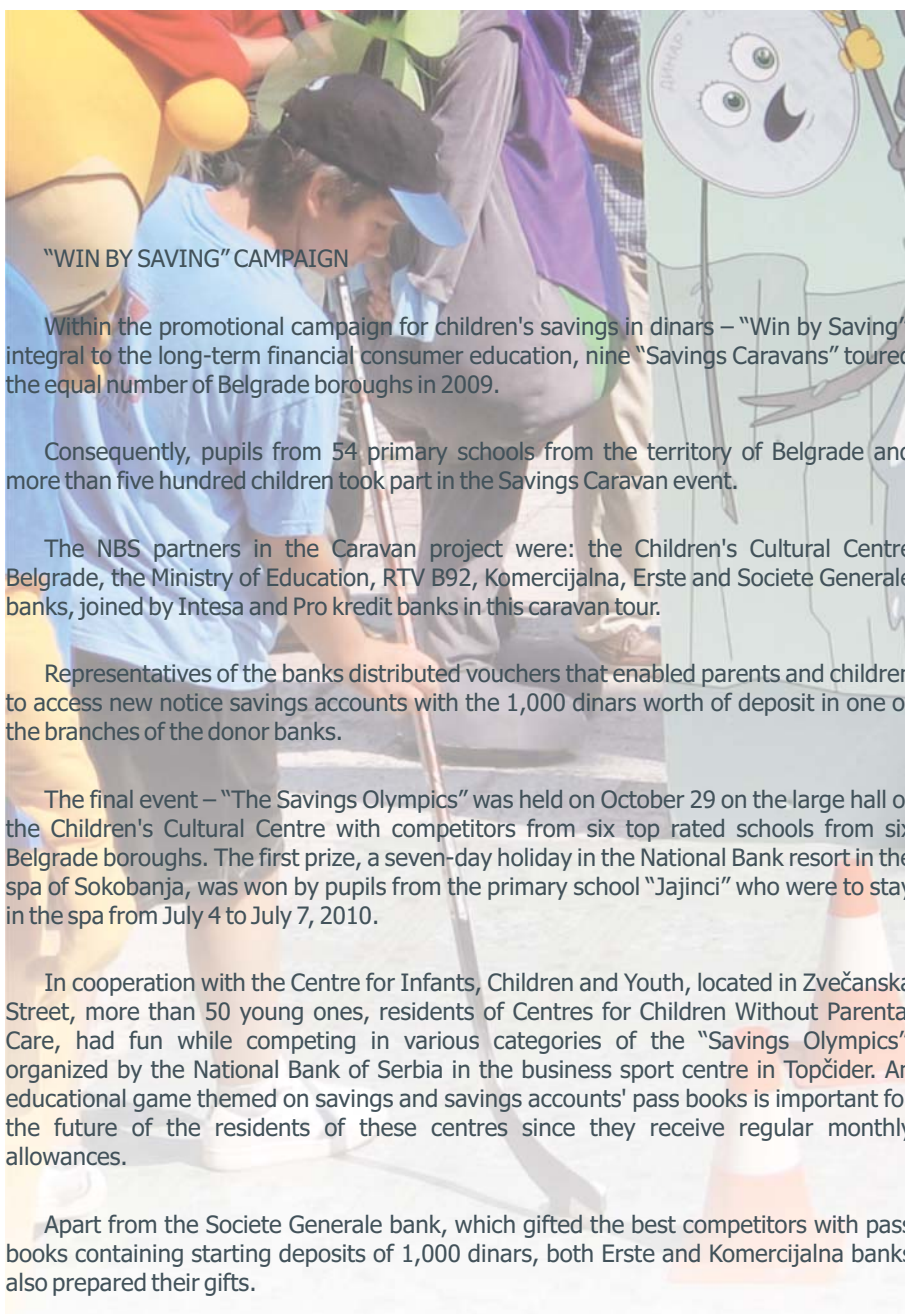 ДИНАР
“WIN BY SAVING” CAMPAIGN
Within the promotional campaign for children's savings in dinars – “Win by Saving”
integral to the long-term financial consumer education, nine “Savings Caravans” toured
the equal number of Belgrade boroughs in 2009.
Consequently, pupils from 54 primary schools from the territory of Belgrade and
more than five hundred children took part in the Savings Caravan event.
The NBS partners in the Caravan project were: the Children's Cultural Centre
Belgrade, the Ministry of Education, RTV B92, Komercijalna, Erste and Societe Generale
banks, joined by Intesa and Pro kredit banks in this caravan tour.
Representatives of the banks distributed vouchers that enabled parents and children
to access new notice savings accounts with the 1,000 dinars worth of deposit in one of
the branches of the donor banks.
The final event – “The Savings Olympics” was held on October 29 on the large hall of
the Children's Cultural Centre with competitors from six top rated schools from six
Belgrade boroughs. The first prize, a seven-day holiday in the National Bank resort in the
spa of Sokobanja, was won by pupils from the primary school “Jajinci” who were to stay
in the spa from July 4 to July 7, 2010.
In cooperation with the Centre for Infants, Children and Youth, located in Zvečanska
Street, more than 50 young ones, residents of Centres for Children Without Parental
Care, had fun while competing in various categories of the “Savings Olympics”
organized by the National Bank of Serbia in the business sport centre in Topčider. An
educational game themed on savings and savings accounts' pass books is important for
the future of the residents of these centres since they receive regular monthly
allowances.
Apart from the Societe Generale bank, which gifted the best competitors with pass
books containing starting deposits of 1,000 dinars, both Erste and Komercijalna banks
also prepared their gifts.